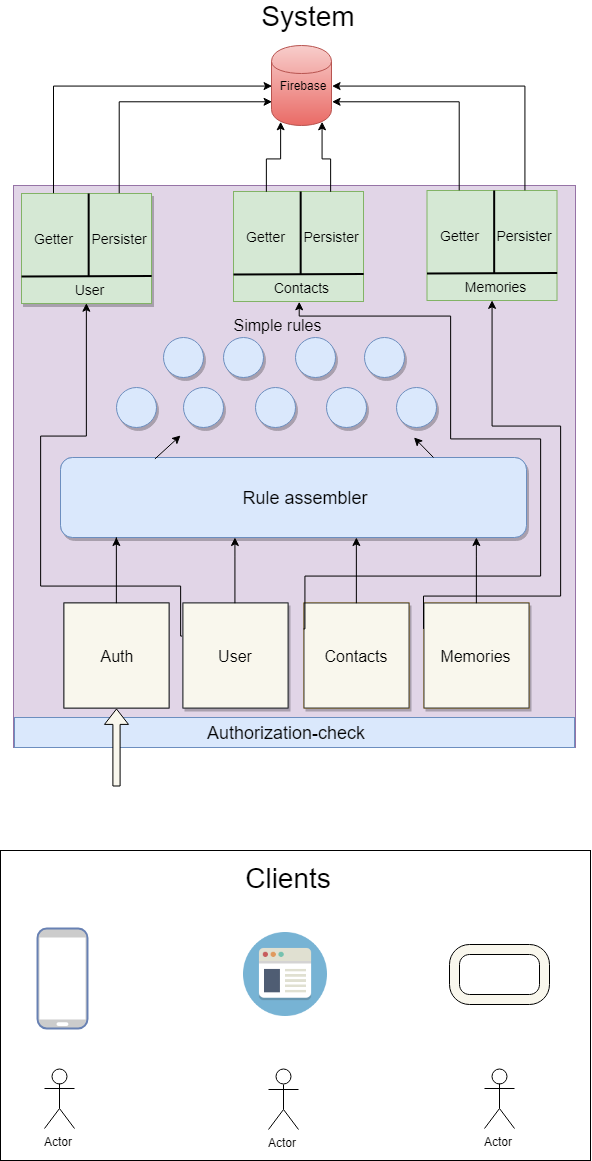 System
Firebase
Getter
Persister
User
Getter
Persister
Contacts
Getter
Persister
Memories
Simple rules
Rule assembler
Auth
User
Contacts
Memories
Authorization-check
Clients
Actor
Actor
Actor